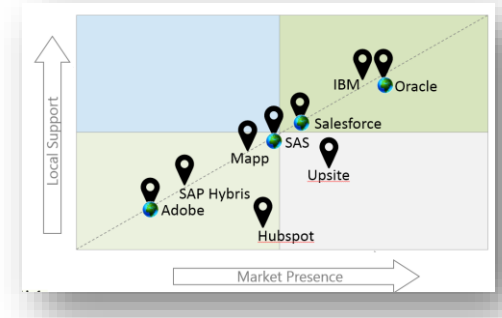 IBM
Oracle
Salesforce
SAS
Mapp
Upsite
SAP Hybris
Adobe
Hubspot
Local Support
Market Presence